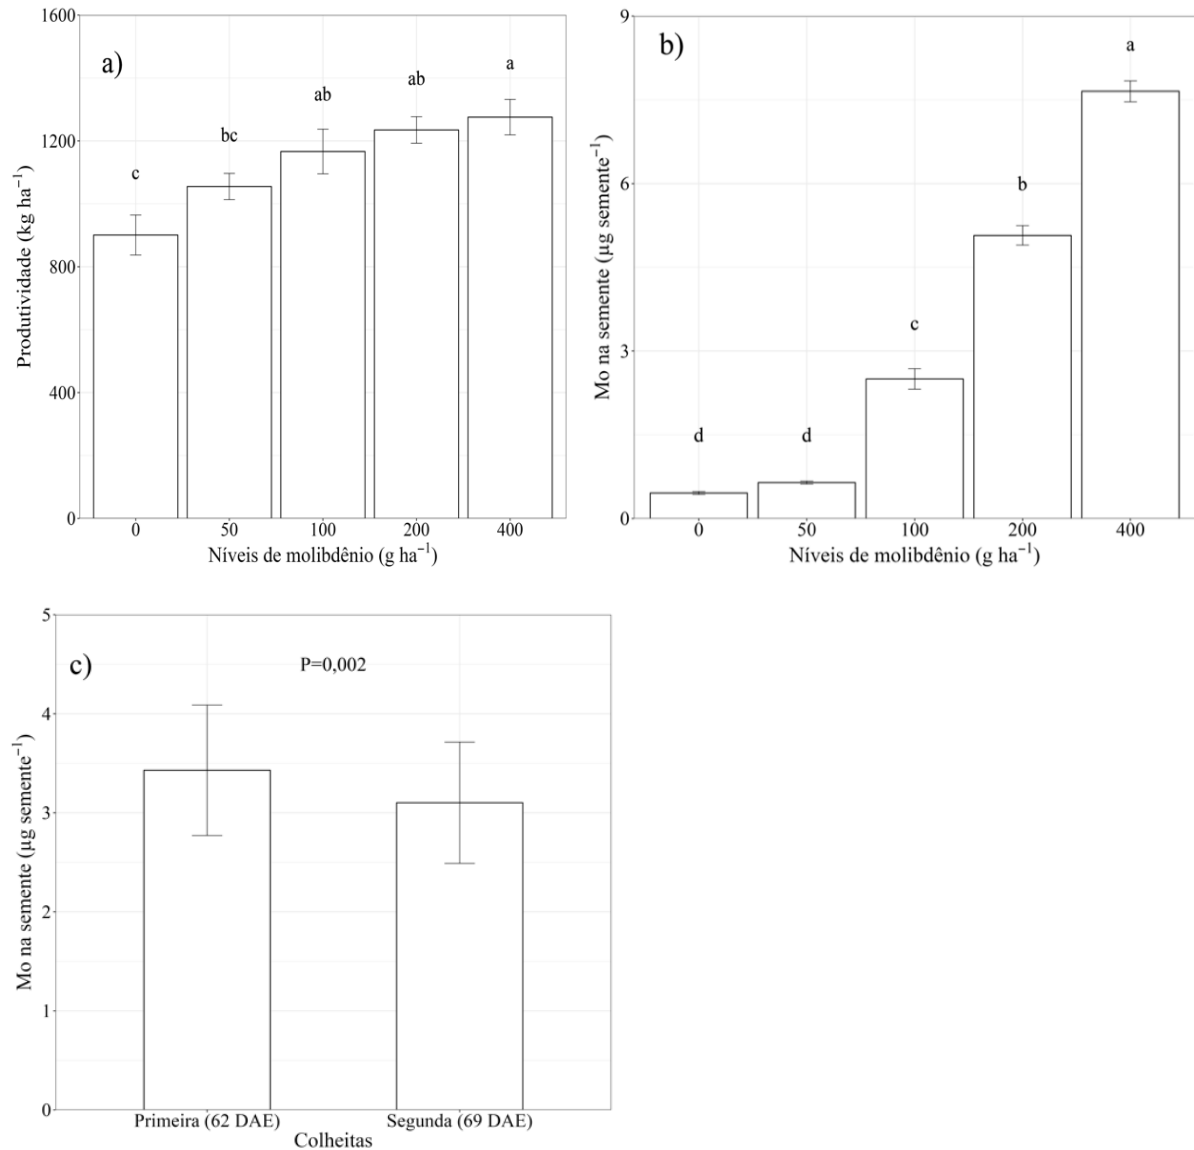 a)
Produtividade (kg ha⁻¹)
1600
1200
800
400
0
c
bc
ab
ab
a
0 50 100 200 400
Níveis de molibdênio (g ha⁻¹)
b)
Mo na semente (µg semente⁻¹)
9
6
3
0
d
d
c
b
a
0 50 100 200 400
Níveis de molibdênio (g ha⁻¹)
c)
P=0,002
Mo na semente (µg semente⁻¹)
5
4
3
2
1
0
Primeira (62 DAE) Segunda (69 DAE)
Colheitas